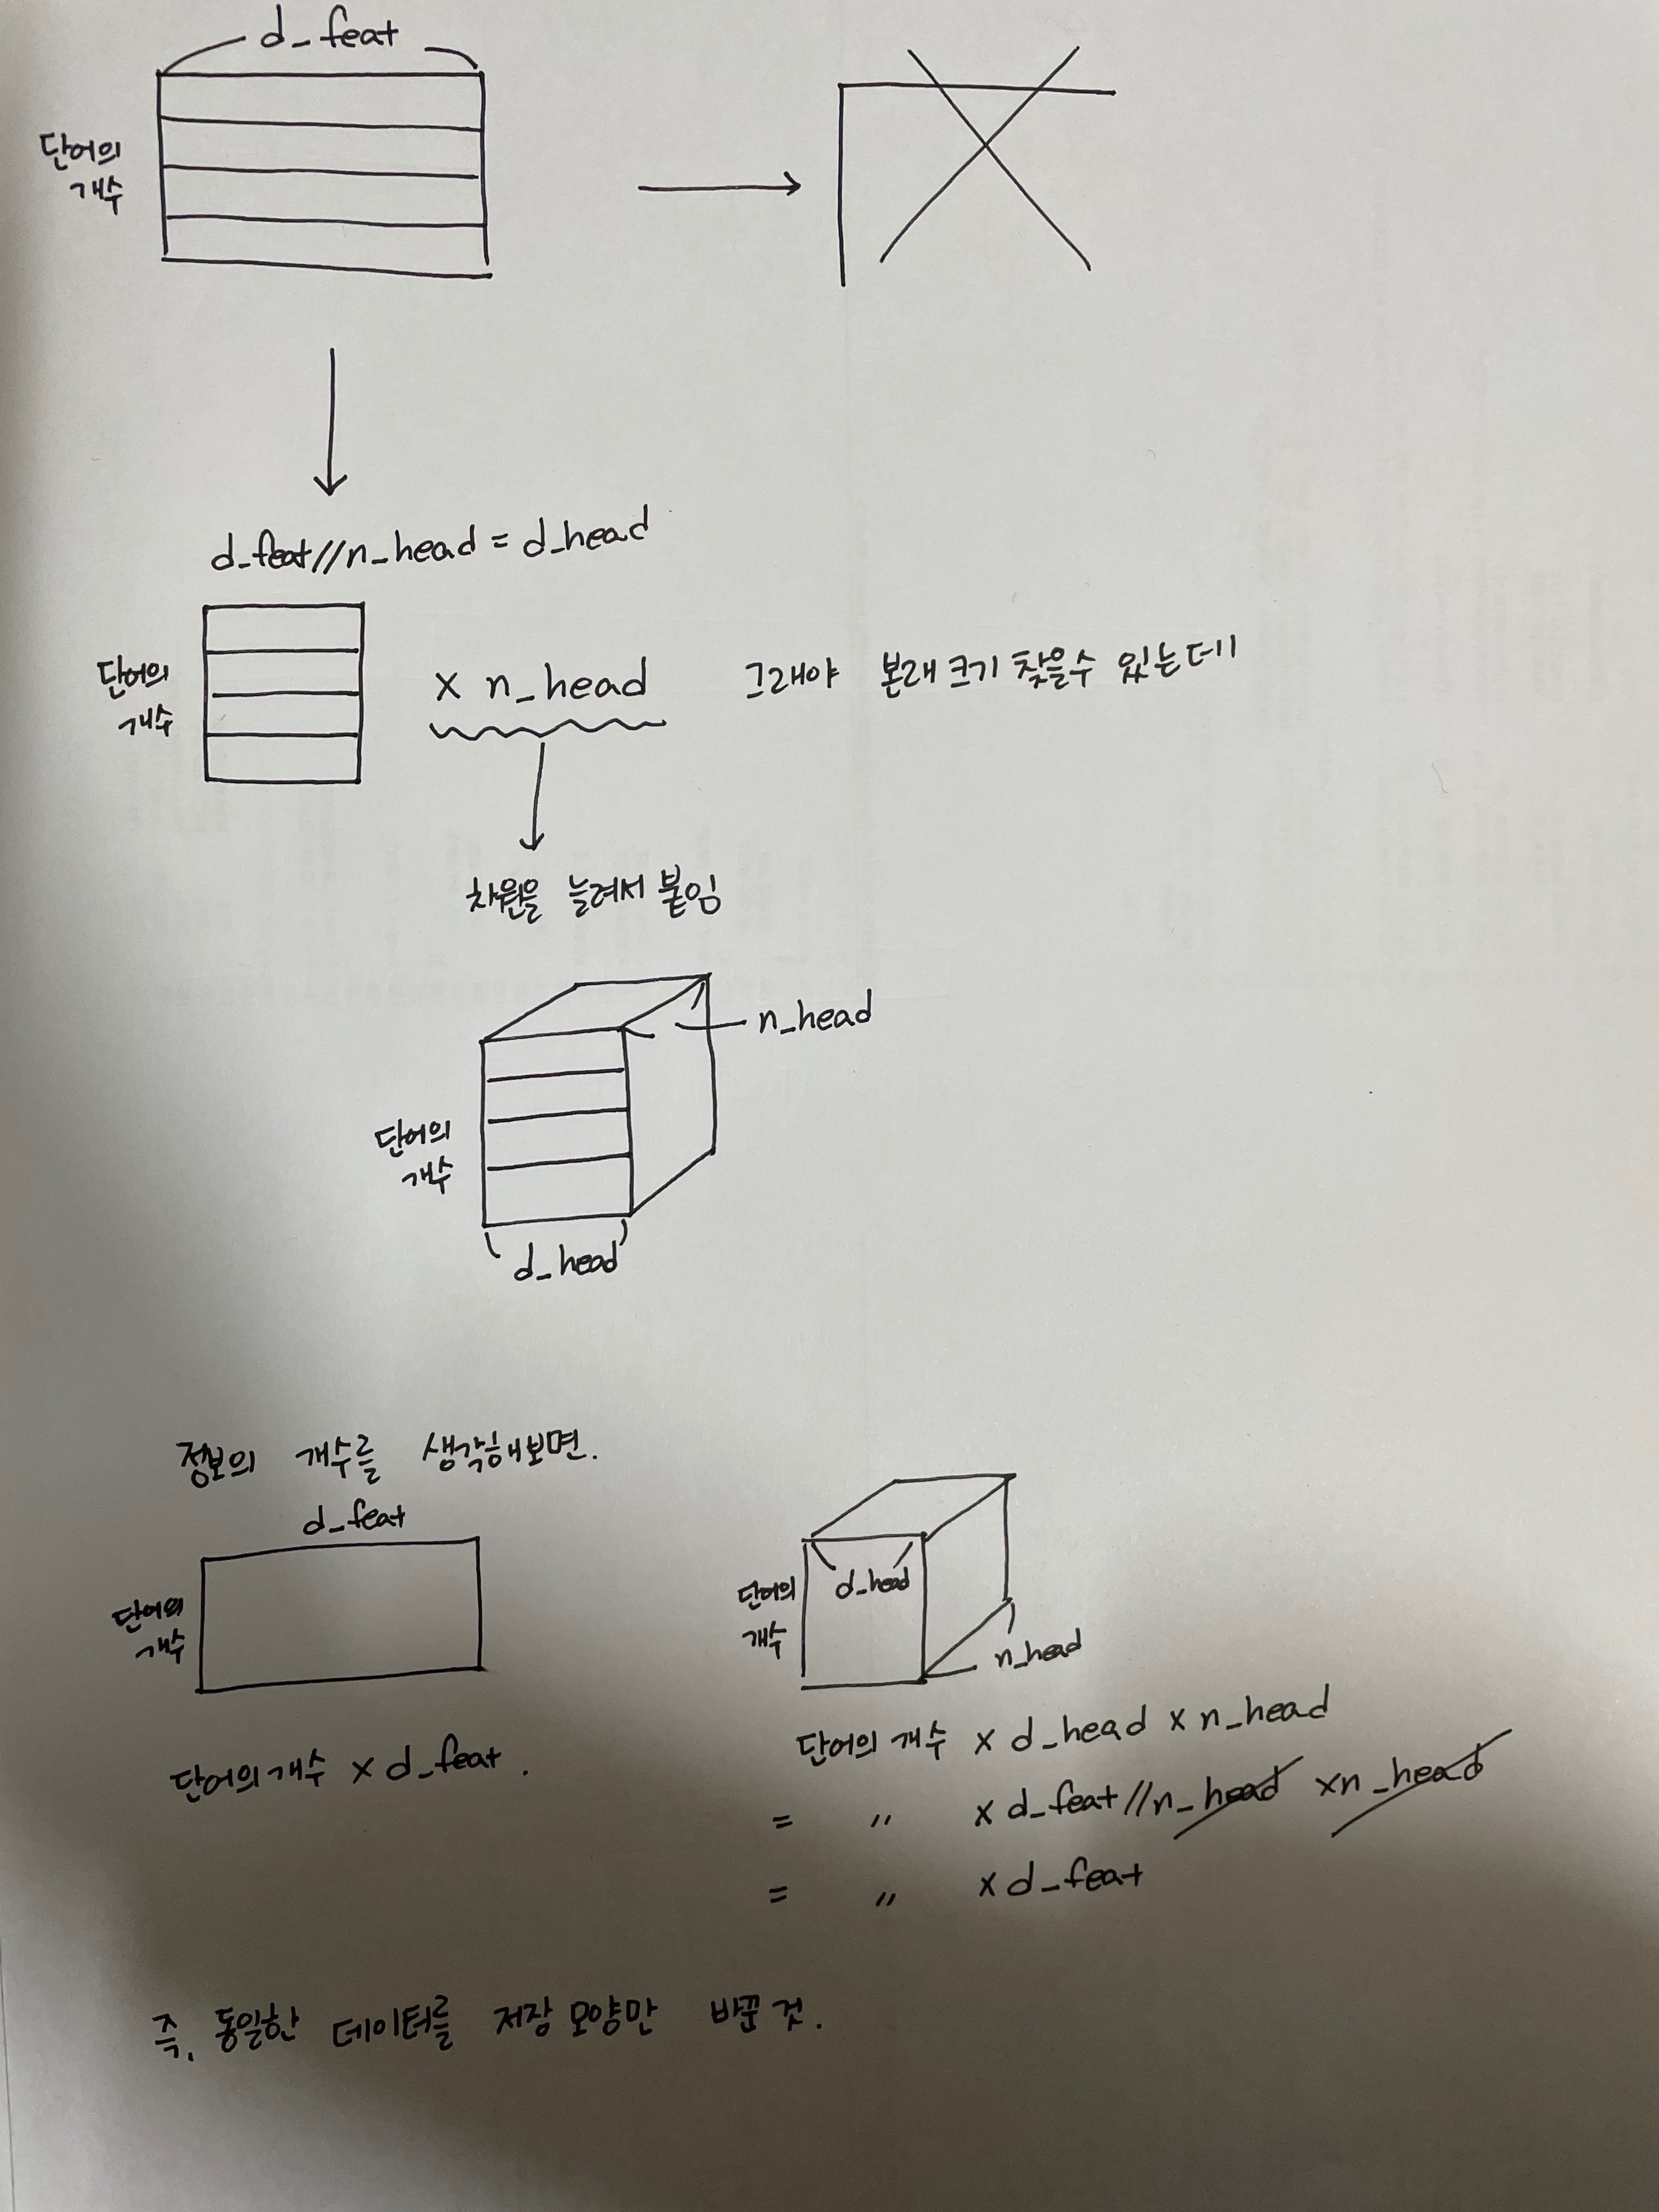 d_feat
단어의
개수
d_feat//n_head = d_head
단어의
개수
x n_head 그래야 본래 크기 찾을수 있는데
차원을 늘려서 붙임
n_head
단어의
개수
d_head
정보의 개수를 생각해보면.
d_feat
단어의
개수
단어의 개수 x d_feat.
d_head
단어의
개수
n_head
단어의 개수 x d_head x n_head
= 〃 x d_feat//n_head x n_head
= 〃 x d_feat
즉, 동일한 데이터를 저장 모양만 바꾼 것.